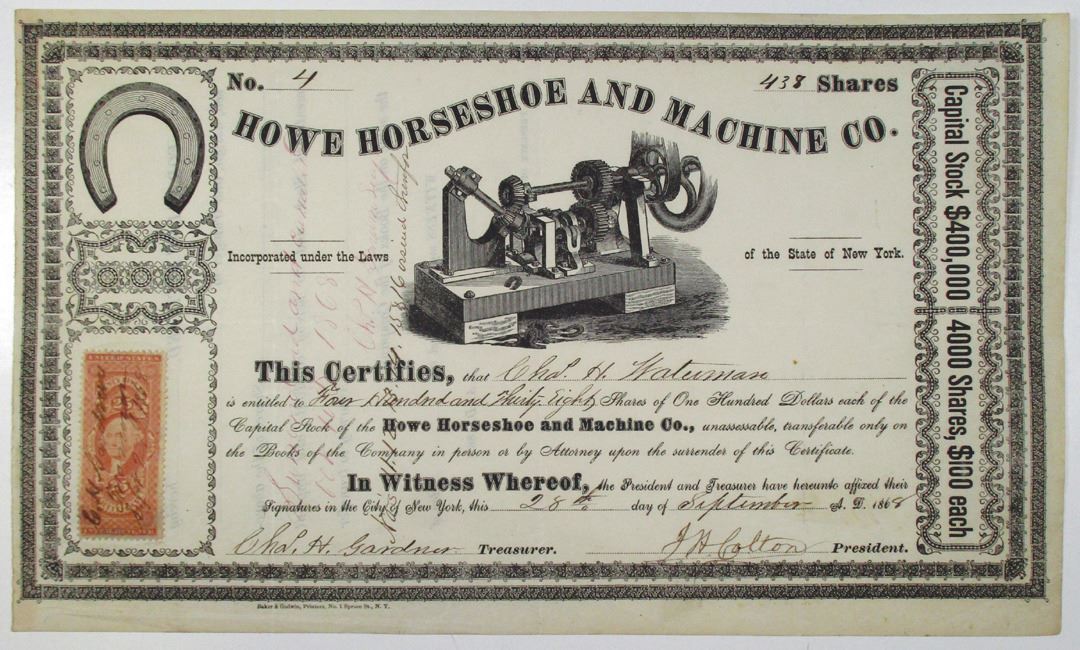 No. 4
438 Shares
HOWE HORSESHOE AND MACHINE CO.
Incorporated under the Laws
of the State of New York.
This Certifies, that Chas. H. Waterman
is entitled to Four Hundred and Thirty Eight Shares of One Hundred Dollars each of the
Capital Stock of the Howe Horseshoe and Machine Co., unassessable, transferable only on
the Books of the Company in person or by Attorney upon the surrender of this Certificate.
In Witness Whereof, the President and Treasurer have hereunto affixed their
Signatures in the City of New York, this 28th day of September A. D. 1868
Chas. H. Gardner Treasurer.
J H Colton President.
Capital Stock $400,000 4000 Shares, $100 each
UNITED STATES
Baker & Godwin, Printers, No. 1 Spruce St., N. Y.